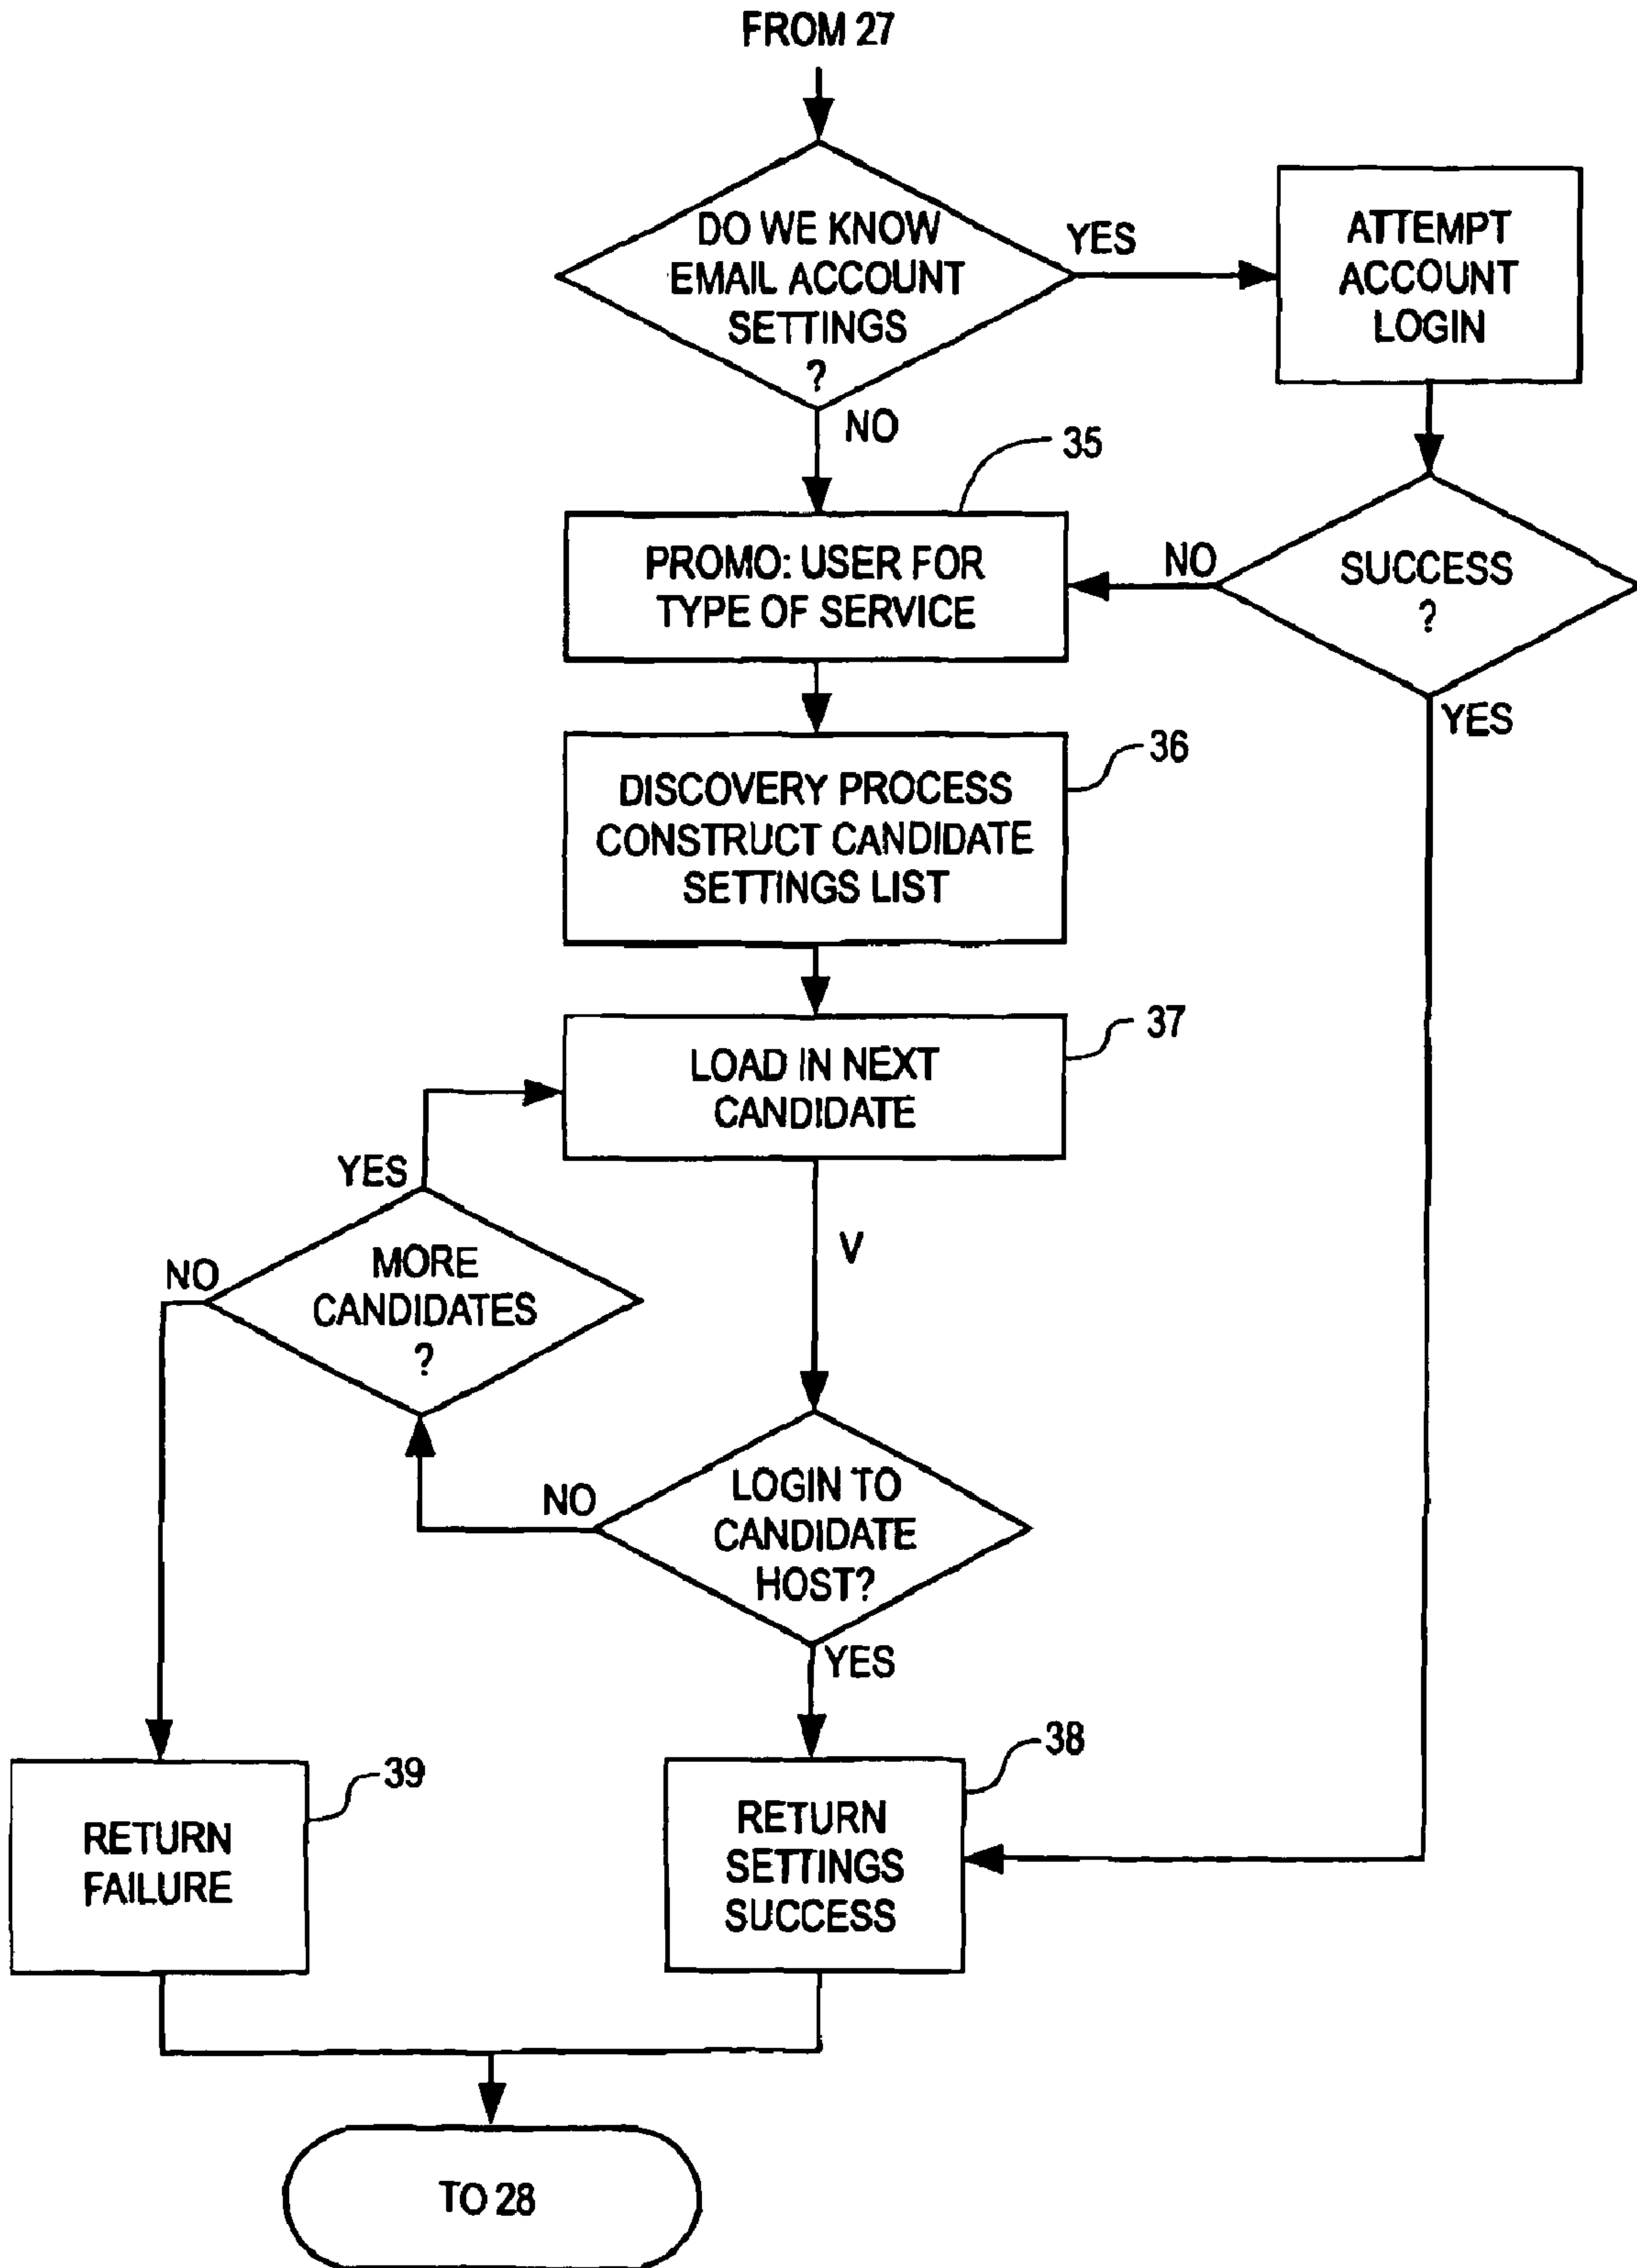 FROM 27
DO WE KNOW
EMAIL ACCOUNT
SETTINGS
?
YES
ATTEMPT
ACCOUNT
LOGIN
NO
35
PROMO: USER FOR
TYPE OF SERVICE
NO
SUCCESS
?
YES
36
DISCOVERY PROCESS
CONSTRUCT CANDIDATE
SETTINGS LIST
37
LOAD IN NEXT
CANDIDATE
YES
V
NO
MORE
CANDIDATES
?
NO
LOGIN TO
CANDIDATE
HOST?
YES
38
39
RETURN
FAILURE
RETURN
SETTINGS
SUCCESS
TO 28